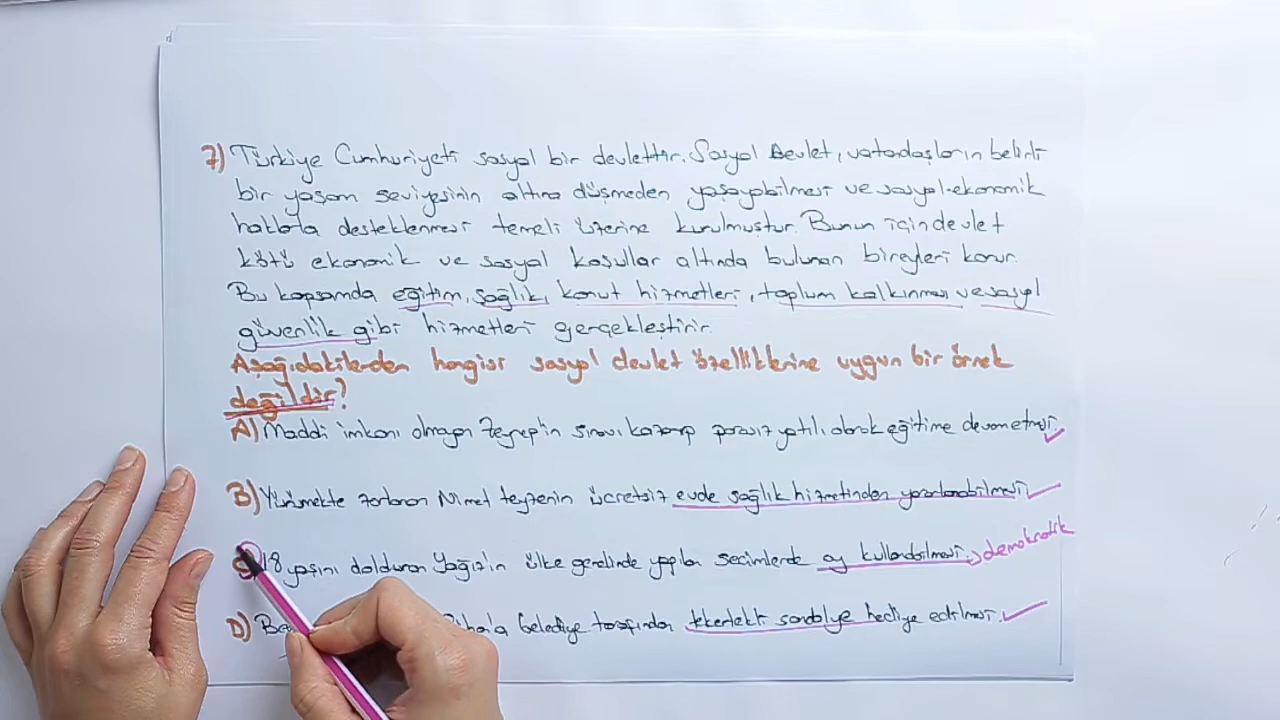 7) Türkiye Cumhuriyeti sosyal bir devlettir. Sosyal Devlet, vatandaşların belirli
bir yaşam seviyesinin altına düşmeden yaşayabilmesi ve sosyal-ekonomik
haklarla desteklenmesi temeli üzerine kurulmuştur. Bunun için devlet
kötü ekonomik ve sosyal koşullar altında bulunan bireyleri korur.
Bu kapsamda eğitim, sağlık, konut hizmetleri, toplum kalkınması ve sosyal
güvenlik gibi hizmetleri gerçekleştirir.
Aşağıdakilerden hangisi sosyal devlet özelliklerine uygun bir örnek
değildir?
A) Maddi imkanı olmayan Zeynep'in sınavı kazanıp parasız yatılı olarak eğitime devam etmesi
B) Yürümekte zorlanan Nimet teyzenin ücretsiz evde sağlık hizmetinden yararlanabilmesi
C) 18 yaşını dolduran Yağız'ın ülke genelinde yapılan seçimlerde oy kullanabilmesi. demokratik
D) belediye tarafından tekerlekli sandalye hediye edilmesi.